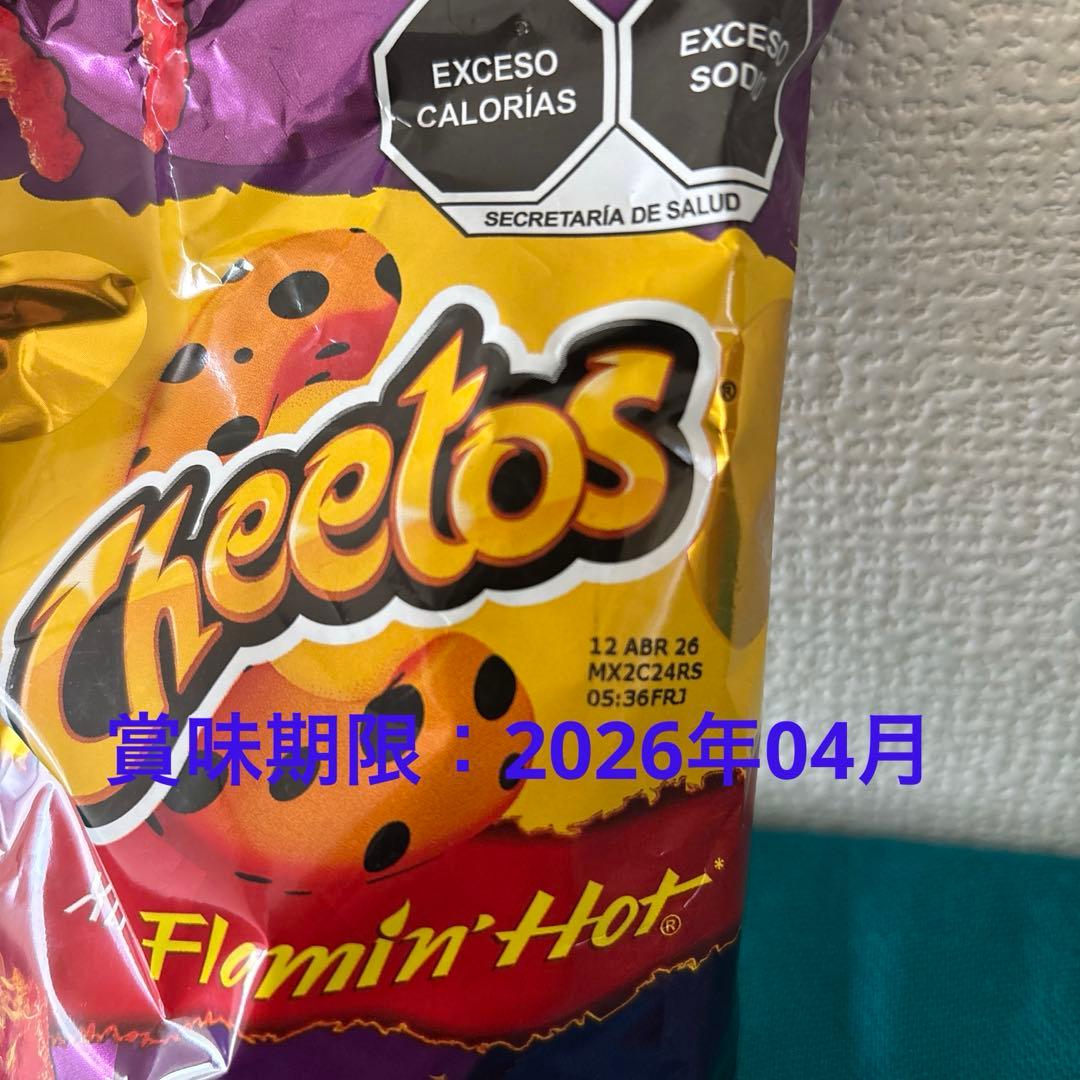 EXCESO
CALORÍAS
EXCESO
SODIO
SECRETARÍA DE SALUD
Cheetos®
12 ABR 26
MX2C24RS
05:36FRJ
賞味期限：2026年04月
Flamin' Hot®*